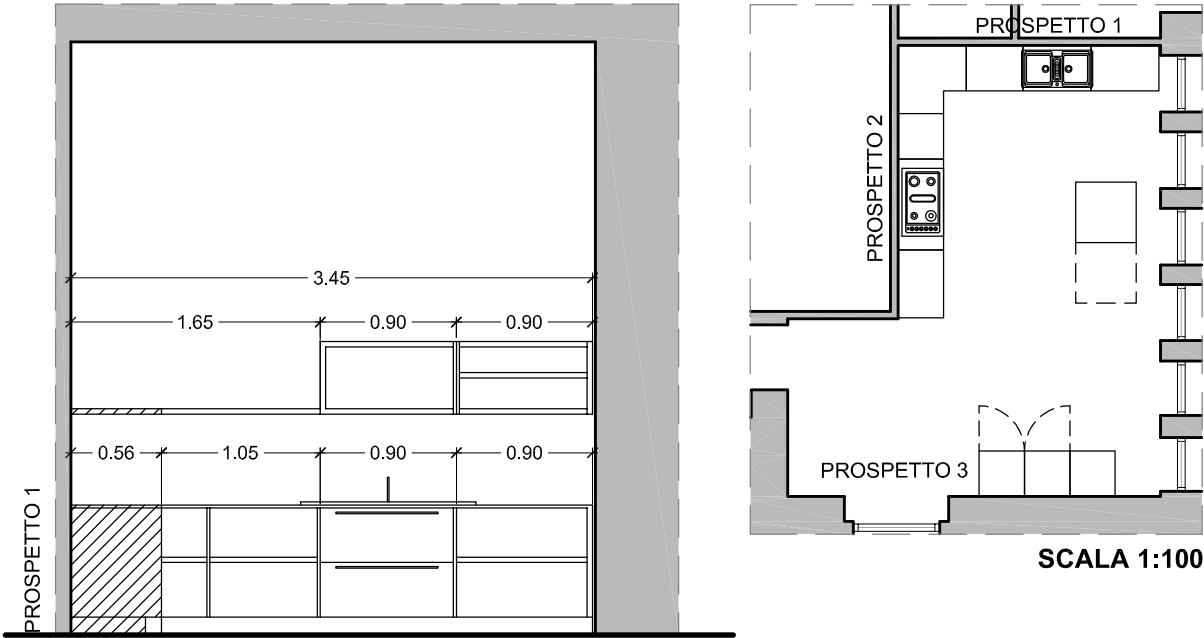 PROSPETTO 1
3.45
1.65 0.90 0.90
0.56 1.05 0.90 0.90
PROSPETTO 1
PROSPETTO 2
PROSPETTO 3
SCALA 1:100